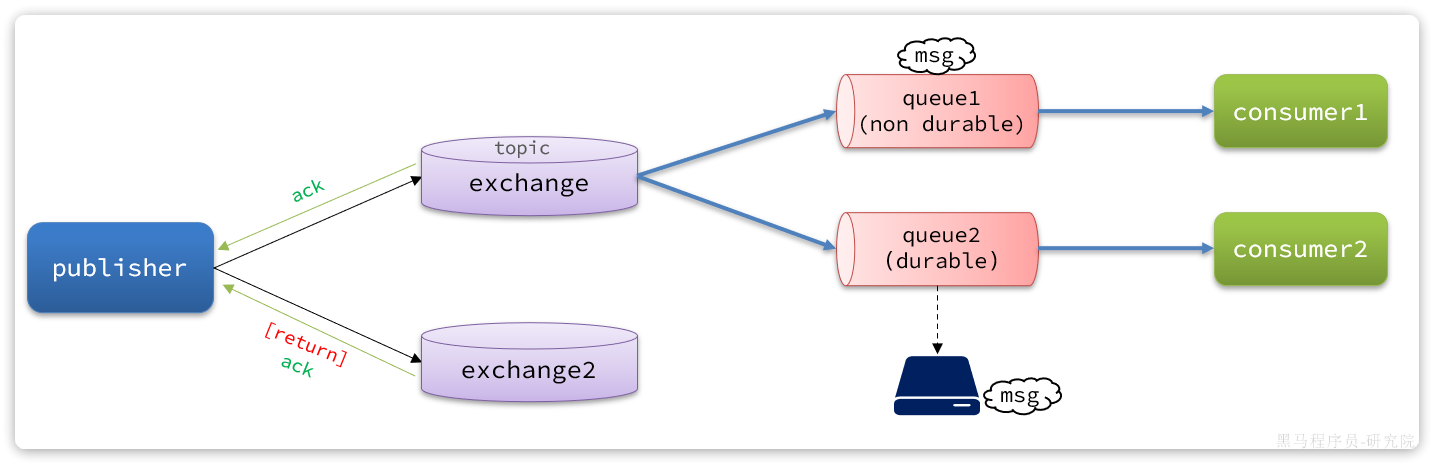 msg
queue1
(non durable)
consumer1
topic
exchange
ack
publisher
queue2
(durable)
consumer2
[return]
ack
exchange2
msg
黑马程序员-研究院